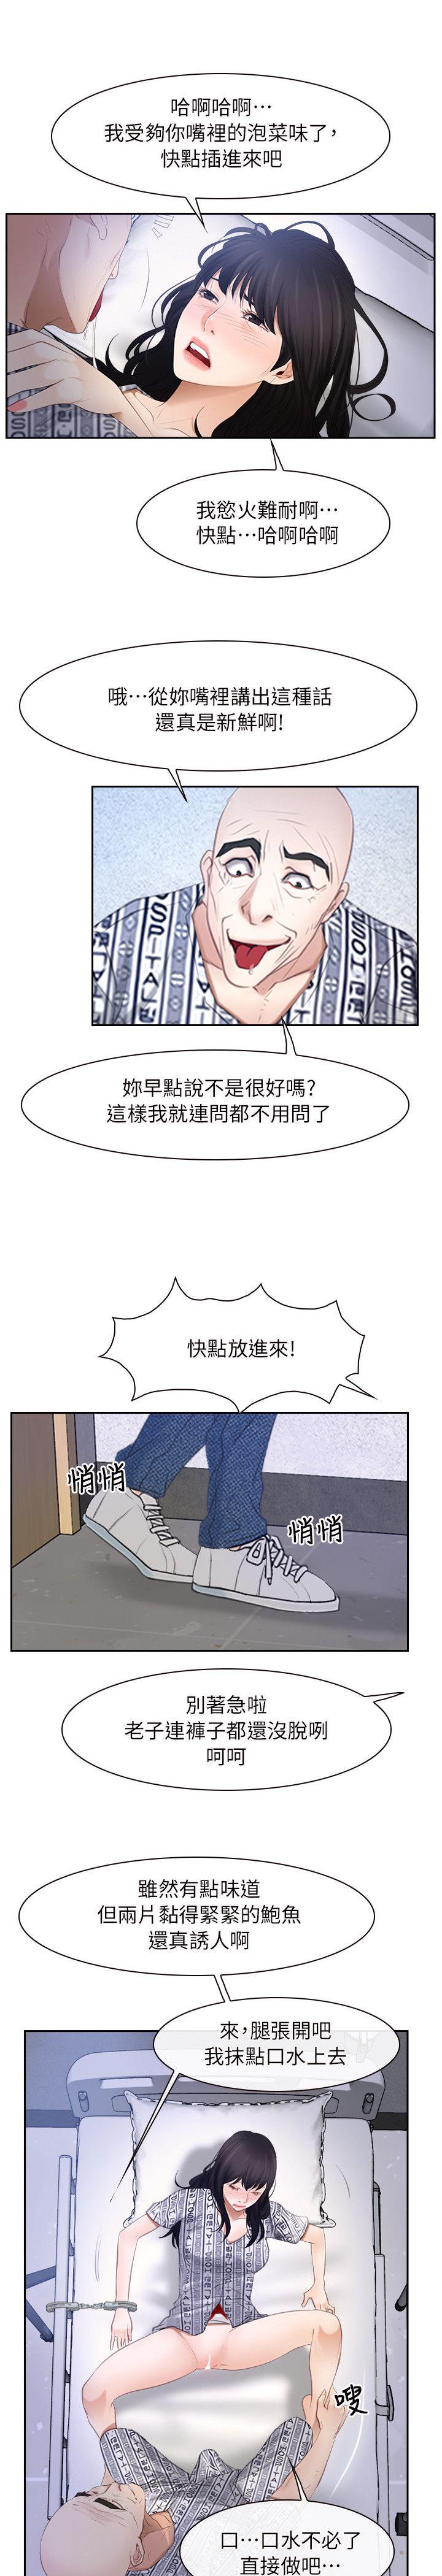 哈啊哈啊⋯
我受夠你嘴裡的泡菜味了,
快點插進來吧
我慾火難耐啊⋯
快點⋯哈啊哈啊
哦⋯從妳嘴裡講出這種話
還真是新鮮啊!
妳早點說不是很好嗎?
這樣我就連問都不用問了
快點放進來!
悄悄
悄悄
別著急啦
老子連褲子都還沒脫咧
呵呵
雖然有點味道
但兩片黏得緊緊的鮑魚
還真誘人啊
來,腿張開吧
我抹點口水上去
嗖
口⋯口水不必了
直接做吧⋯